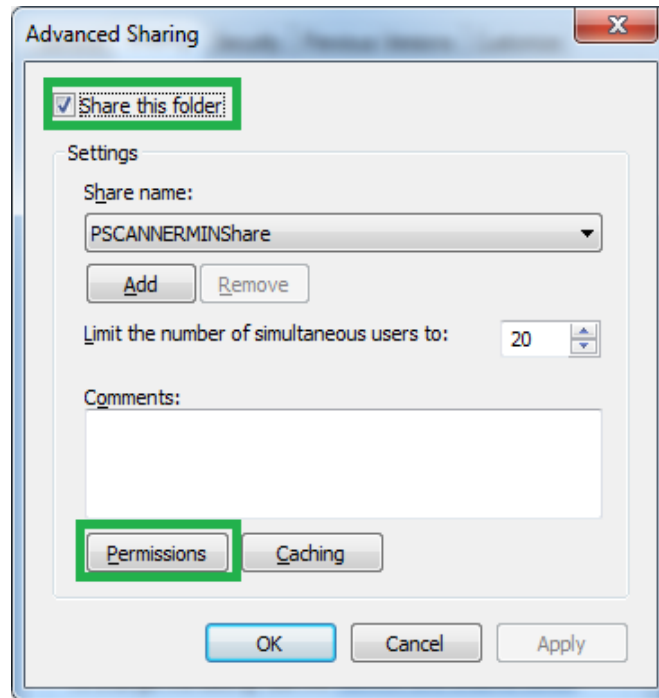 Advanced Sharing
Share this folder
Settings
Share name:
PSCANNERMINShare
Add Remove
Limit the number of simultaneous users to: 20
Comments:
Permissions Caching
OK Cancel Apply